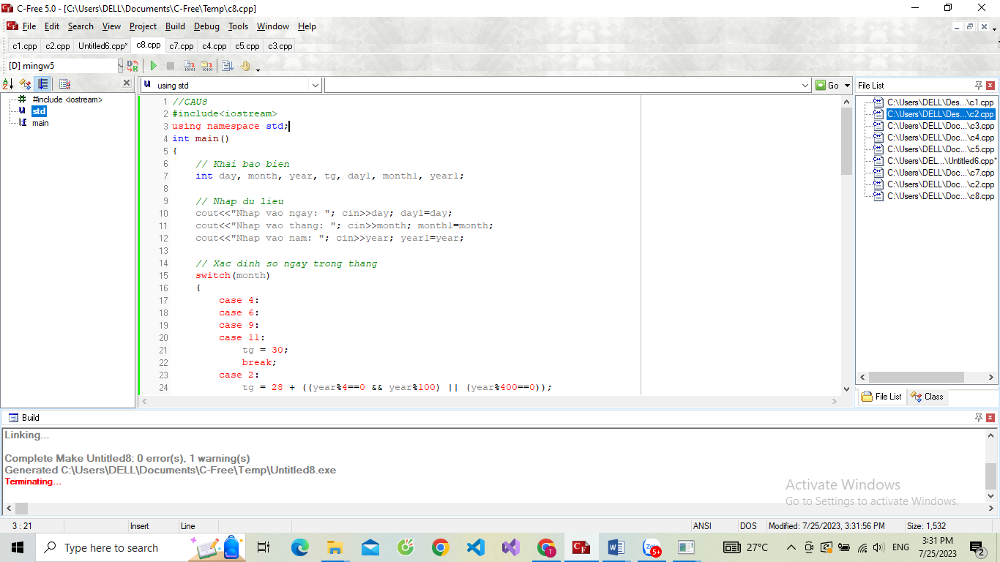 C-Free 5.0 - [C:\Users\DELL\Documents\C-Free\Temp\c8.cpp]
File Edit Search View Project Build Debug Tools Window Help
c1.cpp c2.cpp Untitled6.cpp* c8.cpp c7.cpp c4.cpp c5.cpp c3.cpp
[D] mingw5
using std
Go
File List
#include <iostream>
std
main
1 //CAU8
2 #include<iostream>
3 using namespace std;
4 int main()
5 {
6 // Khai bao bien
7 int day, month, year, tg, day1, month1, year1;
8
9 // Nhap du lieu
10 cout<<"Nhap vao ngay: "; cin>>day; day1=day;
11 cout<<"Nhap vao thang: "; cin>>month; month1=month;
12 cout<<"Nhap vao nam: "; cin>>year; year1=year;
13
14 // Xac dinh so ngay trong thang
15 switch(month)
16 {
17 case 4:
18 case 6:
19 case 9:
20 case 11:
21 tg = 30;
22 break;
23 case 2:
24 tg = 28 + ((year%4==0 && year%100) || (year%400==0));
C:\Users\DELL\Des...\c1.cpp
C:\Users\DELL\Des...\c2.cpp
C:\Users\DELL\Doc...\c3.cpp
C:\Users\DELL\Doc...\c4.cpp
C:\Users\DELL\Doc...\c5.cpp
C:\Users\DEL...\Untitled6.cpp*
C:\Users\DELL\Doc...\c7.cpp
C:\Users\DELL\Doc...\c2.cpp
C:\Users\DELL\Doc...\c8.cpp
File List Class
Build
Linking...
Complete Make Untitled8: 0 error(s), 1 warning(s)
Generated C:\Users\DELL\Documents\C-Free\Temp\Untitled8.exe
Terminating...
Activate Windows
Go to Settings to activate Windows.
3 : 21 Insert Line ANSI DOS Modified: 7/25/2023, 3:31:56 PM Size: 1,532
Type here to search
27°C
ENG
3:31 PM
7/25/2023
2